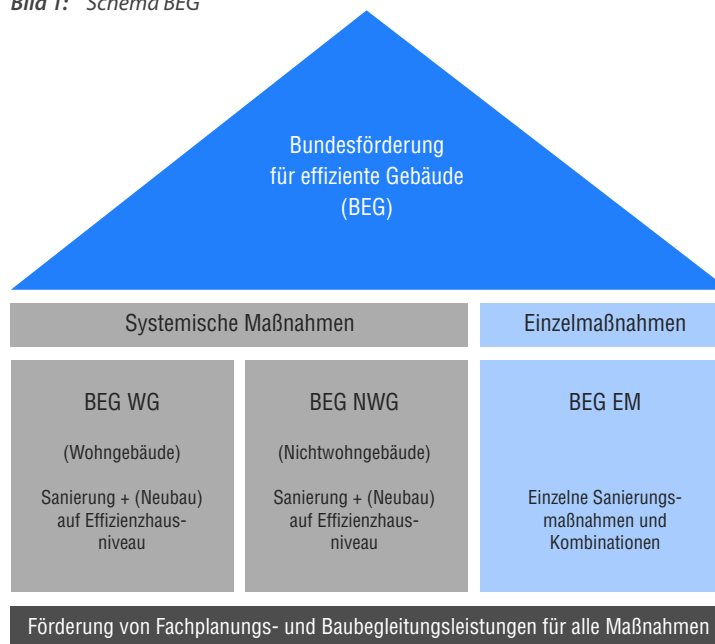 Bild 1: Schema BEG
Bundesförderung
für effiziente Gebäude
(BEG)
Systemische Maßnahmen
Einzelmaßnahmen
BEG WG
(Wohngebäude)
Sanierung + (Neubau)
auf Effizienzhaus-
niveau
BEG NWG
(Nichtwohngebäude)
Sanierung + (Neubau)
auf Effizienzhaus-
niveau
BEG EM
Einzelne Sanierungs-
maßnahmen und
Kombinationen
Förderung von Fachplanungs- und Baubegleitungsleistungen für alle Maßnahmen